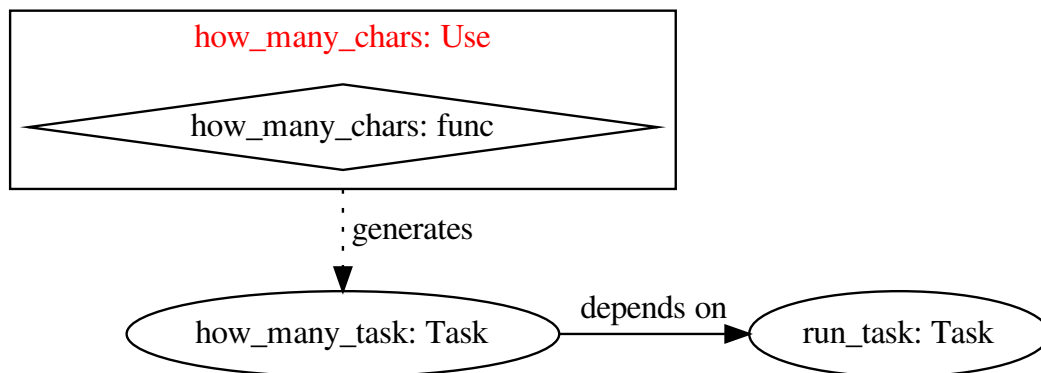 how_many_chars: Use
how_many_chars: func
generates
how_many_task: Task
depends on
run_task: Task